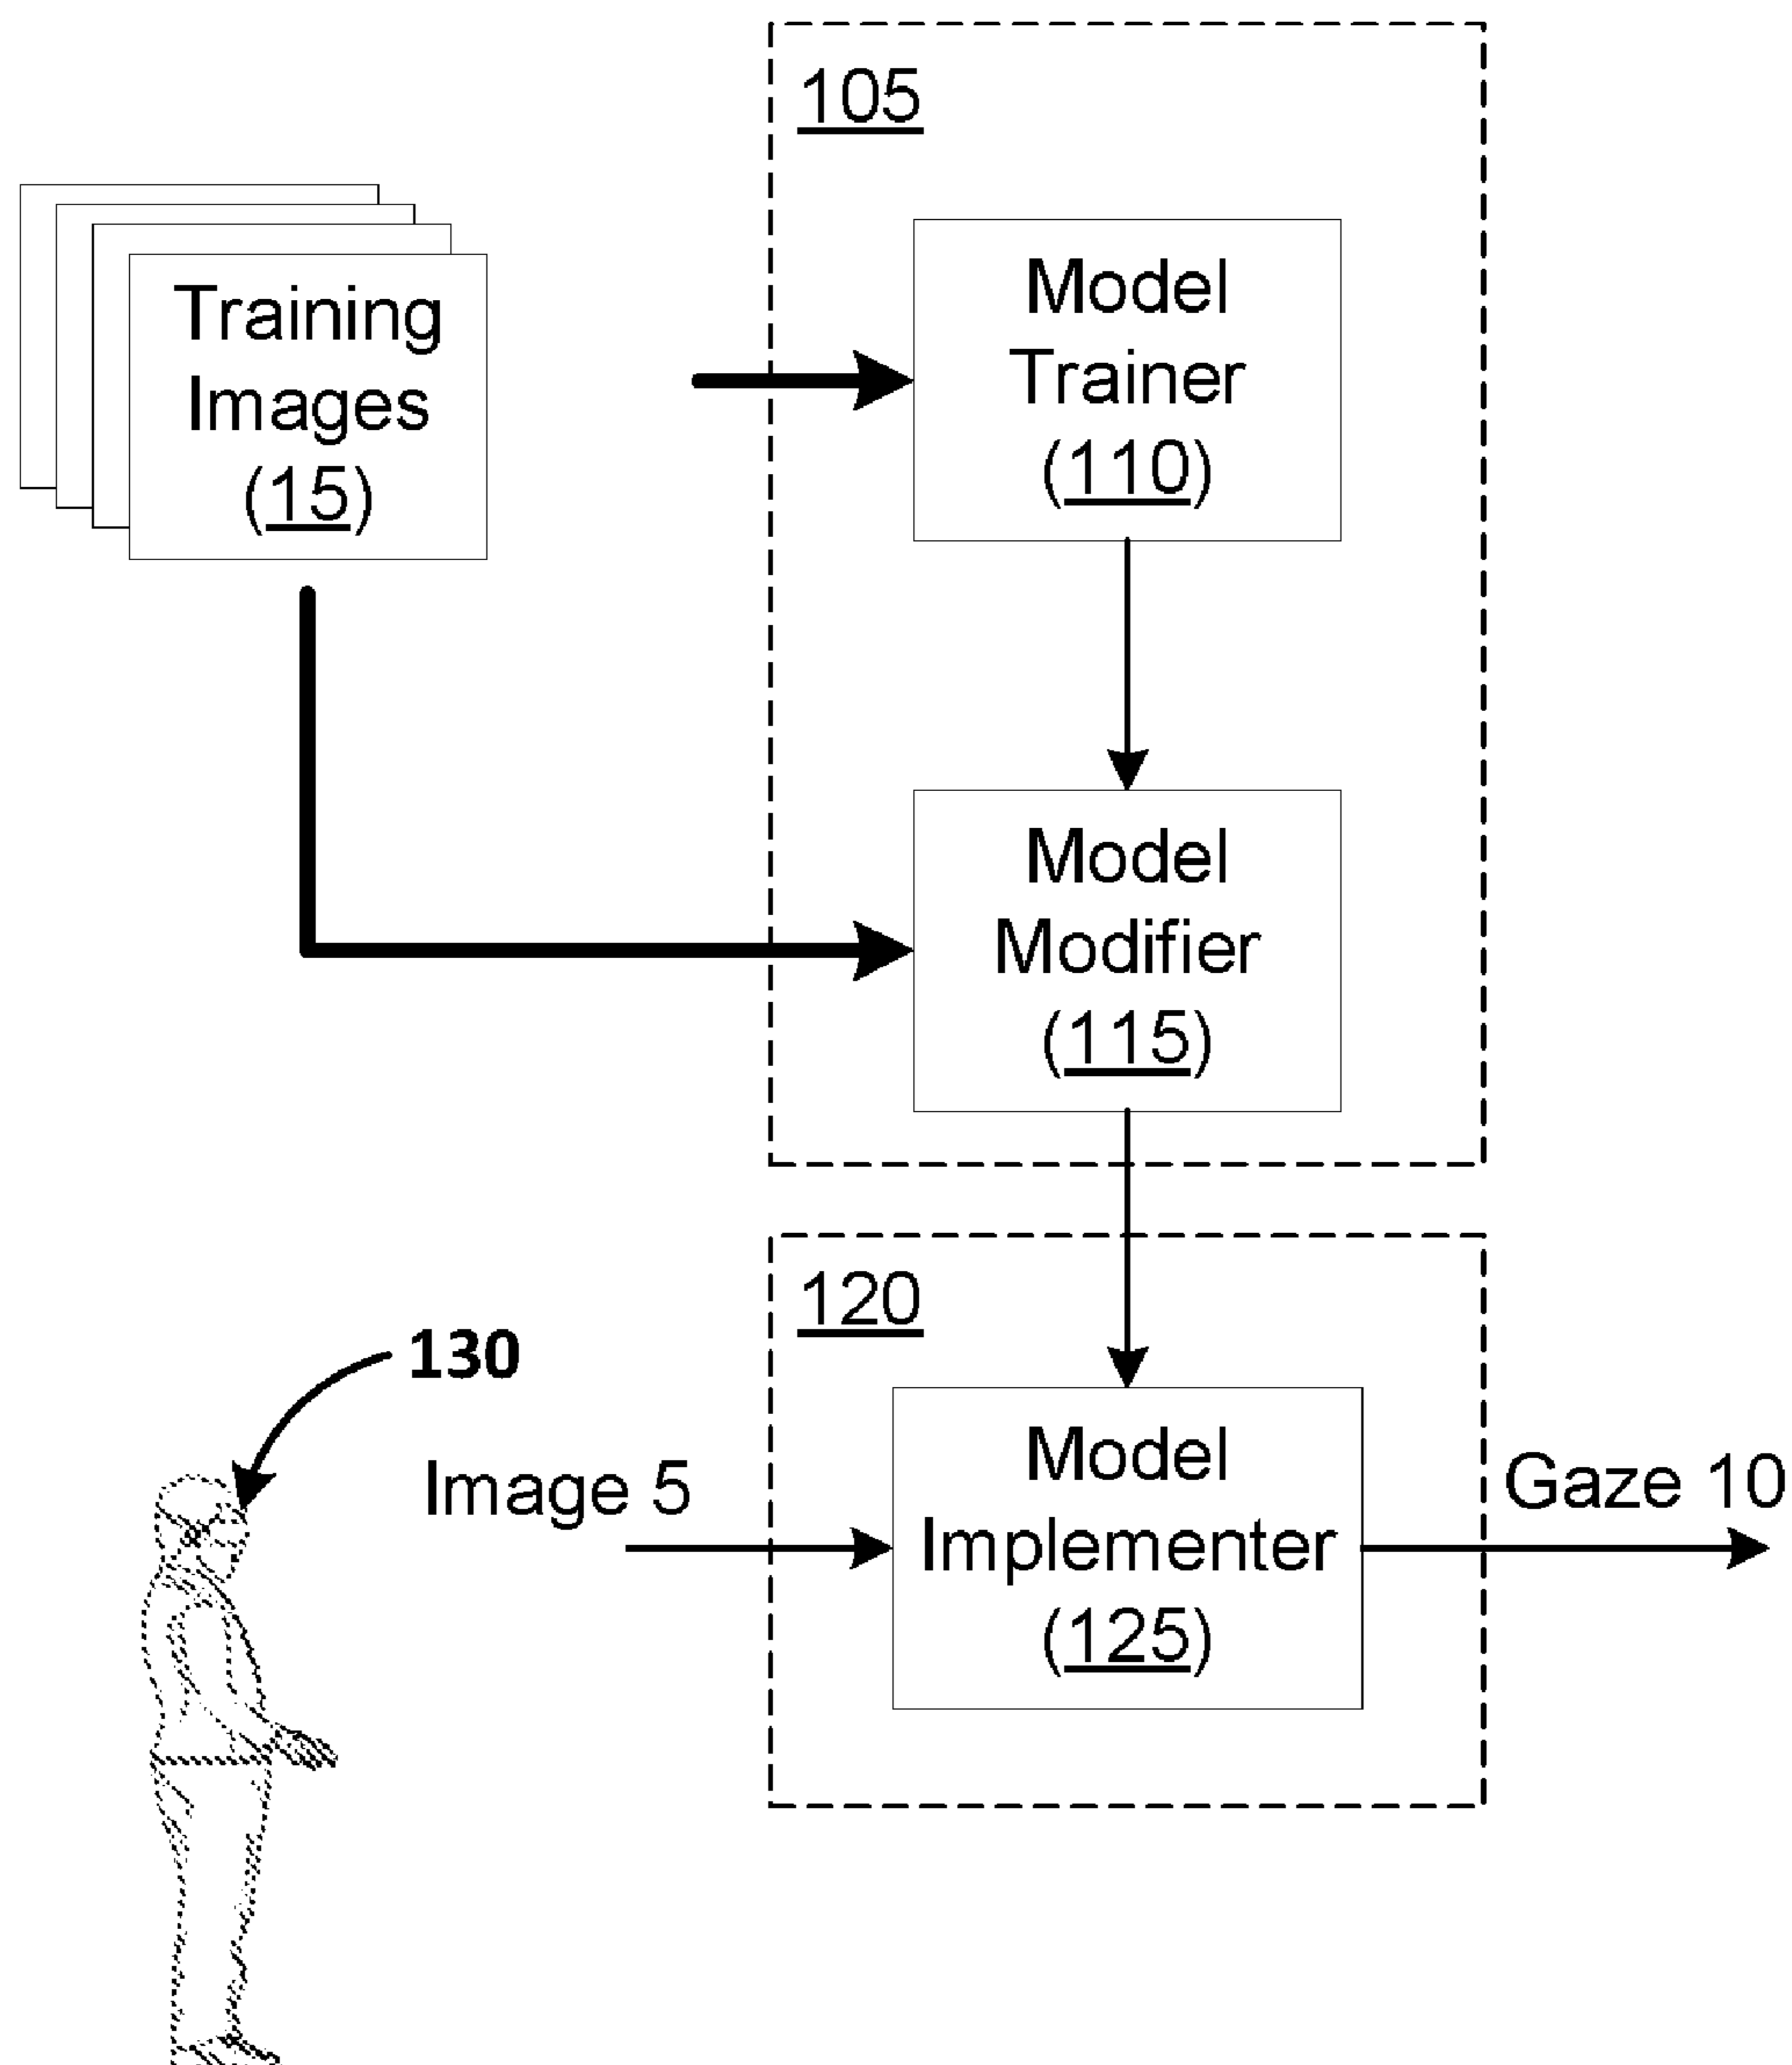 105
Training
Images
(15)
Model
Trainer
(110)
Model
Modifier
(115)
120
130
Image 5
Model
Implementer
(125)
Gaze 10